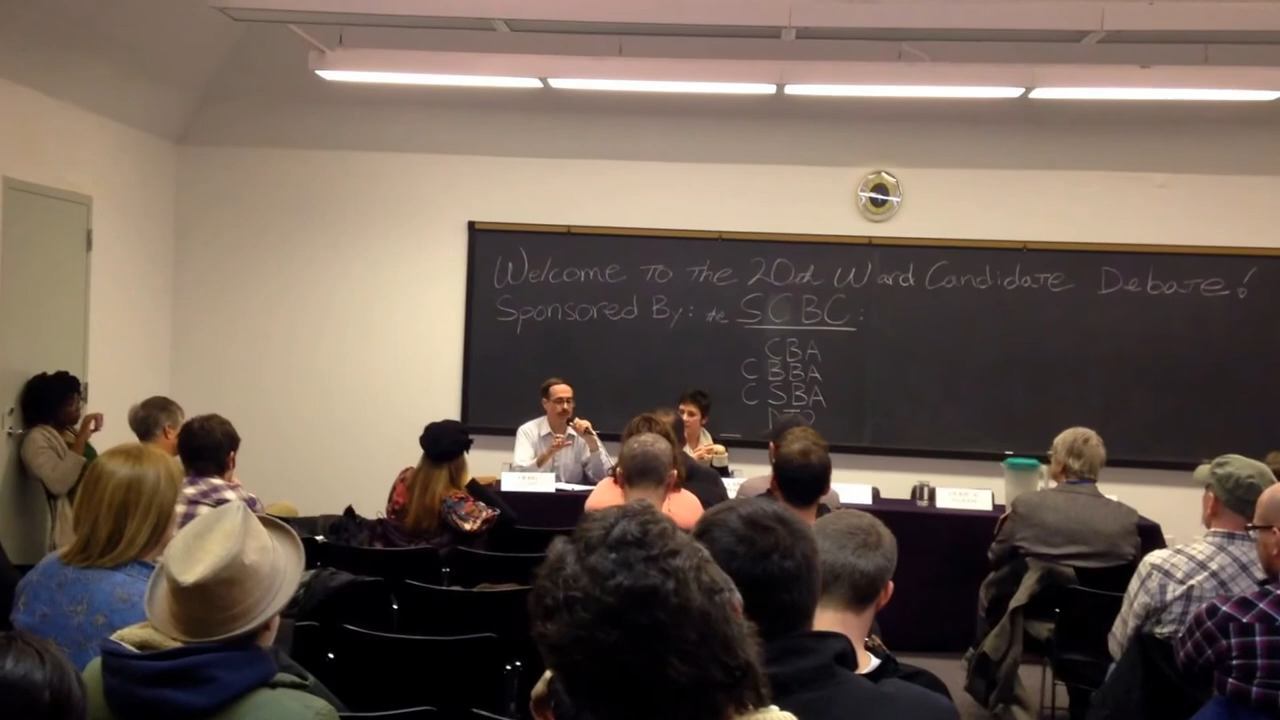 Welcome To The 20th Ward Candidate Debate!
Sponsored By: the SCBC:
CBA
CBBA
CSBA